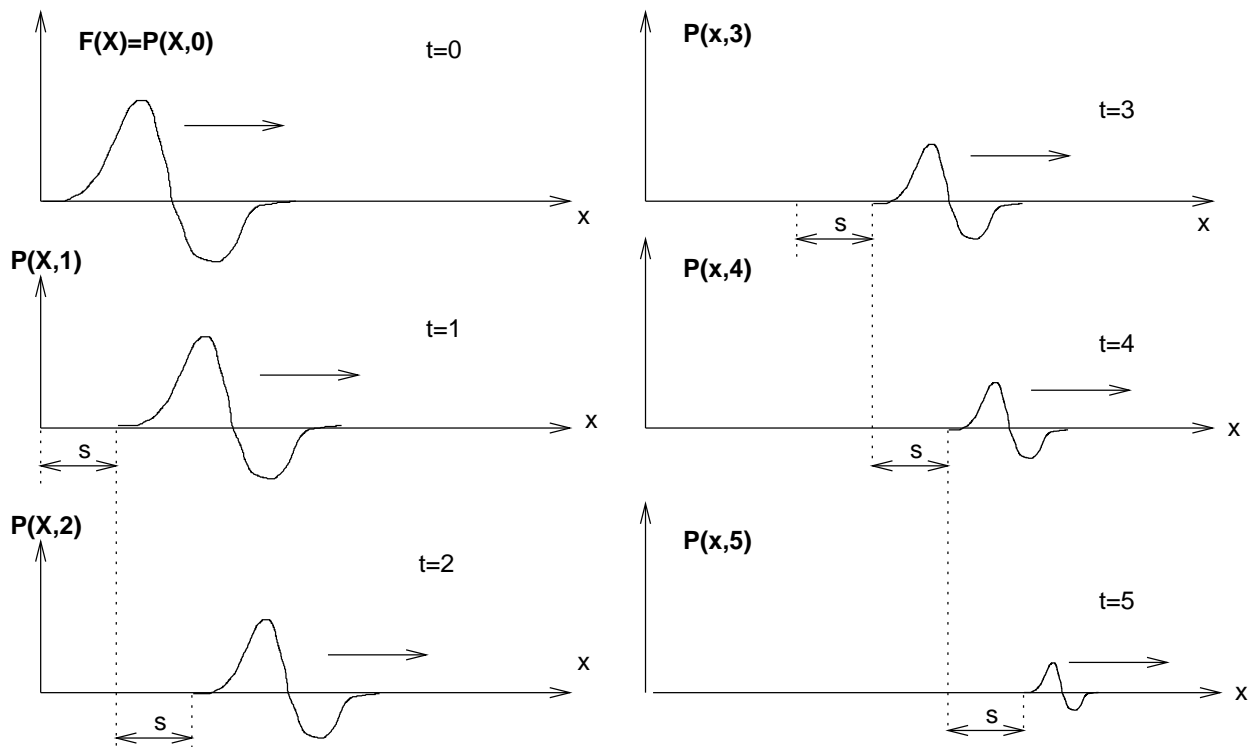 F(X)=P(X,0)
t=0
x
P(X,1)
t=1
x
s
P(X,2)
t=2
x
s
P(x,3)
t=3
x
s
P(x,4)
t=4
x
s
P(x,5)
t=5
x
s